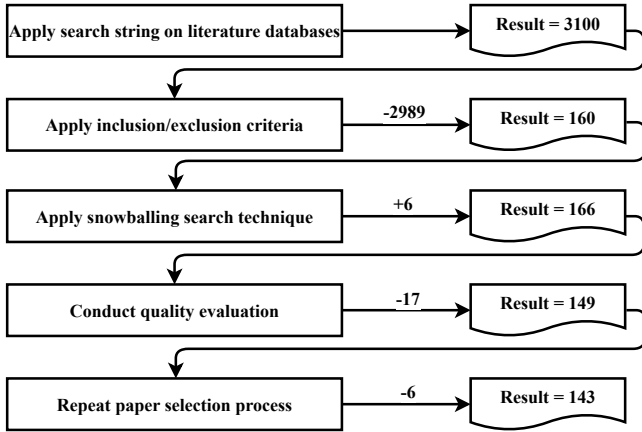 Apply search string on literature databases
Result = 3100
Apply inclusion/exclusion criteria
-2989
Result = 160
Apply snowballing search technique
+6
Result = 166
Conduct quality evaluation
-17
Result = 149
Repeat paper selection process
-6
Result = 143